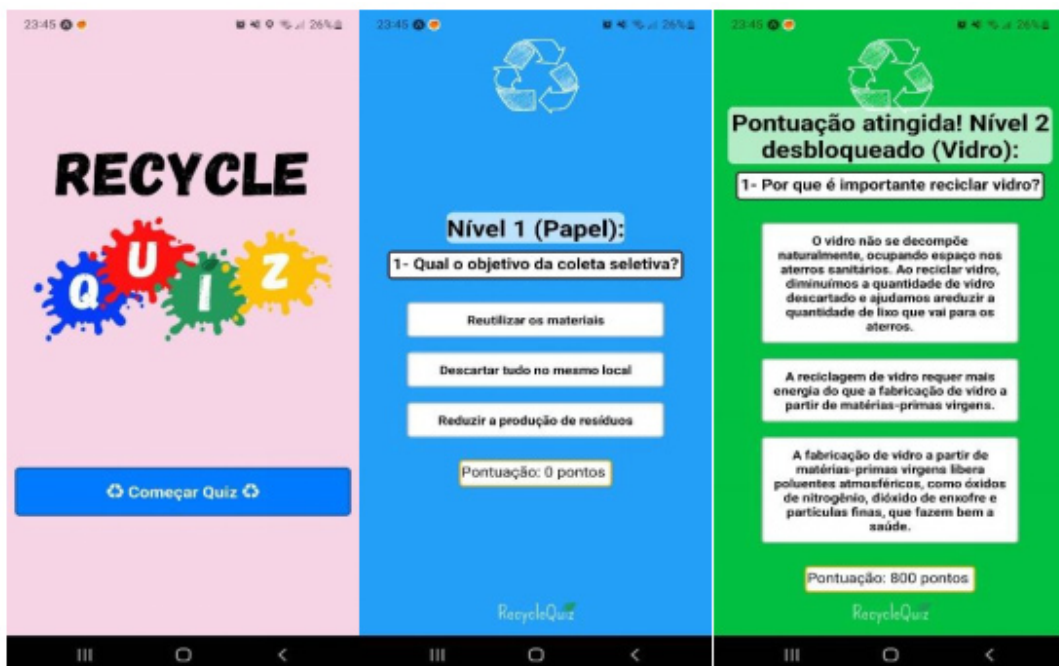 23:45
26%
RECYCLE
QUIZ
Começar Quiz
23:45
26%
Nível 1 (Papel):
1- Qual o objetivo da coleta seletiva?
Reutilizar os materiais
Descartar tudo no mesmo local
Reduzir a produção de resíduos
Pontuação: 0 pontos
RecycleQuiz
23:45
26%
Pontuação atingida! Nível 2
desbloqueado (Vidro):
1- Por que é importante reciclar vidro?
O vidro não se decompõe
naturalmente, ocupando espaço nos
aterros sanitários. Ao reciclar vidro,
diminuímos a quantidade de vidro
descartado e ajudamos areduzir a
quantidade de lixo que vai para os
aterros.
A reciclagem de vidro requer mais
energia do que a fabricação de vidro a
partir de matérias-primas virgens.
A fabricação de vidro a partir de
matérias-primas virgens libera
poluentes atmosféricos, como óxidos
de nitrogênio, dióxido de enxofre e
partículas finas, que fazem bem a
saúde.
Pontuação: 800 pontos
RecycleQuiz